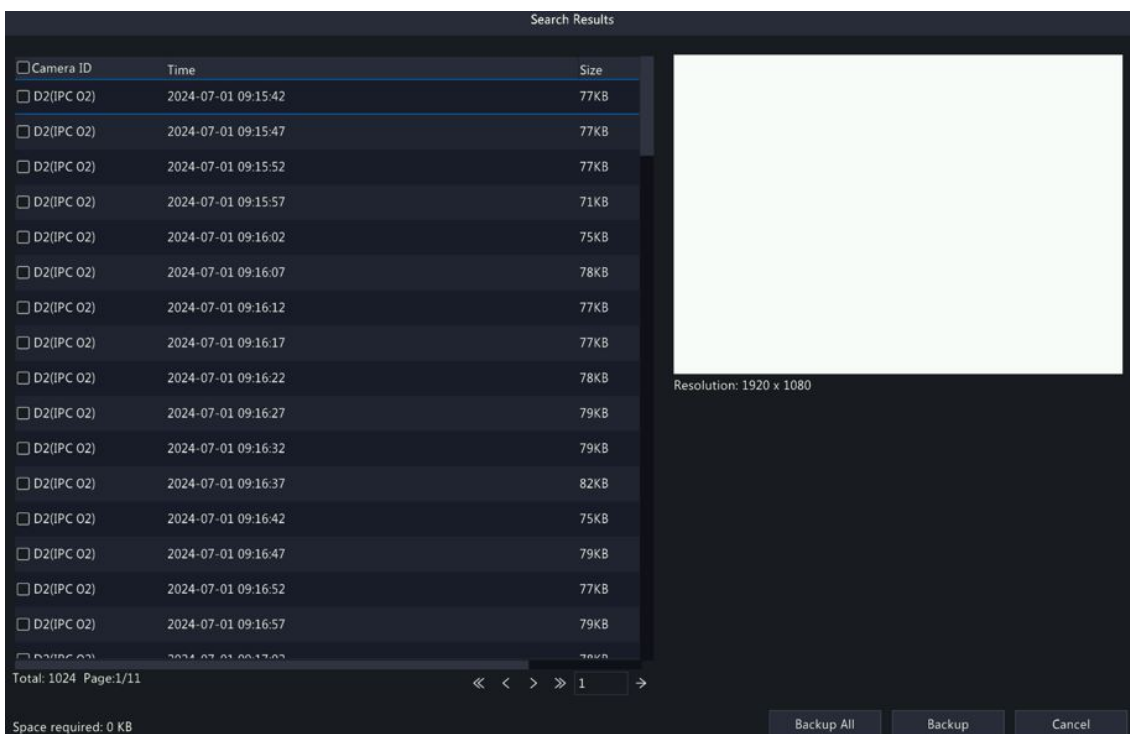 Search Results
Camera ID Time Size
D2(IPC 02) 2024-07-01 09:15:42 77KB
D2(IPC 02) 2024-07-01 09:15:47 77KB
D2(IPC 02) 2024-07-01 09:15:52 77KB
D2(IPC 02) 2024-07-01 09:15:57 71KB
D2(IPC 02) 2024-07-01 09:16:02 75KB
D2(IPC 02) 2024-07-01 09:16:07 78KB
D2(IPC 02) 2024-07-01 09:16:12 77KB
D2(IPC 02) 2024-07-01 09:16:17 77KB
D2(IPC 02) 2024-07-01 09:16:22 78KB
Resolution: 1920 x 1080
D2(IPC 02) 2024-07-01 09:16:27 79KB
D2(IPC 02) 2024-07-01 09:16:32 79KB
D2(IPC 02) 2024-07-01 09:16:37 82KB
D2(IPC 02) 2024-07-01 09:16:42 75KB
D2(IPC 02) 2024-07-01 09:16:47 79KB
D2(IPC 02) 2024-07-01 09:16:52 77KB
D2(IPC 02) 2024-07-01 09:16:57 79KB
Total: 1024 Page:1/11 « < > » 1 →
Space required: 0 KB Backup All Backup Cancel